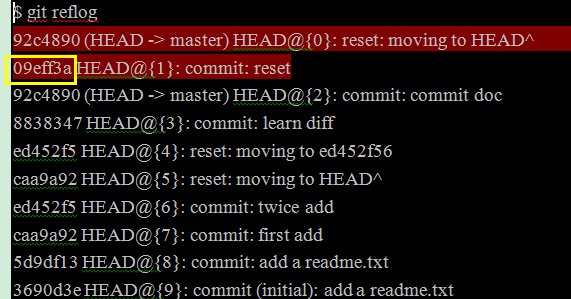 $ git reflog
92c4890 (HEAD -> master) HEAD@{0}: reset: moving to HEAD^
09eff3a HEAD@{1}: commit: reset
92c4890 (HEAD -> master) HEAD@{2}: commit: commit doc
8838347 HEAD@{3}: commit: learn diff
ed452f5 HEAD@{4}: reset: moving to ed452f56
caa9a92 HEAD@{5}: reset: moving to HEAD^
ed452f5 HEAD@{6}: commit: twice add
caa9a92 HEAD@{7}: commit: first add
5d9df13 HEAD@{8}: commit: add a readme.txt
3690d3e HEAD@{9}: commit (initial): add a readme.txt